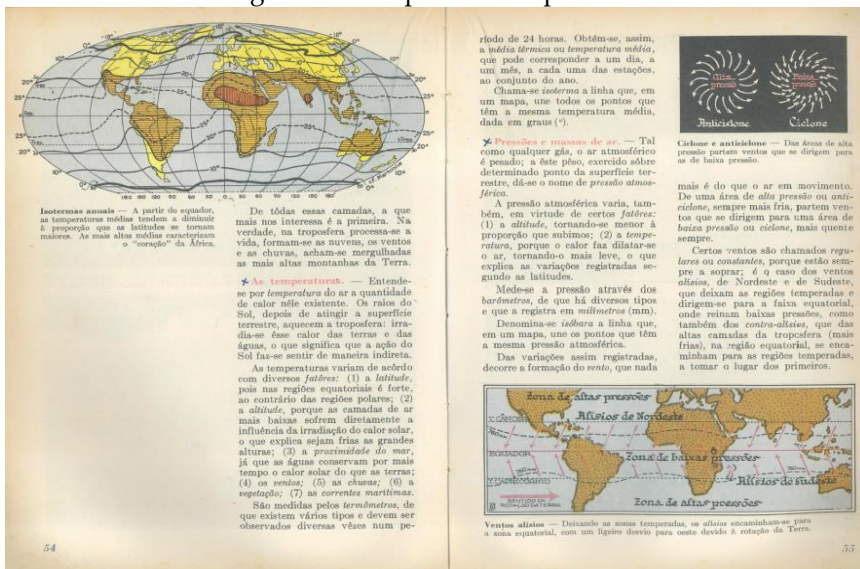 Isotermas anuais — A partir do equador,
as temperaturas médias tendem a diminuir
à proporção que as latitudes se tornam
maiores. As mais altas médias caracterizam
o "coração" da África.
De tôdas essas camadas, a que
mais nos interessa é a primeira. Na
verdade, na troposfera processa-se a
vida, formam-se as nuvens, os ventos
e as chuvas, acham-se mergulhadas
as mais altas montanhas da Terra.
As temperaturas. — Entende-
se por temperatura do ar a quantidade
de calor nêle existente. Os raios do
Sol, depois de atingir a superfície
terrestre, aquecem a troposfera: irra-
dia-se êsse calor das terras e das
águas, o que significa que a ação do
Sol faz-se sentir de maneira indireta.
As temperaturas variam de acôrdo
com diversos fatôres: (1) a latitude,
pois nas regiões equatoriais é forte,
ao contrário das regiões polares; (2)
a altitude, porque as camadas de ar
mais baixas sofrem diretamente a
influência da irradiação do calor solar,
o que explica sejam frias as grandes
alturas; (3) a proximidade do mar,
já que as águas conservam por mais
tempo o calor solar do que as terras;
(4) os ventos; (5) as chuvas; (6) a
vegetação; (7) as correntes marítimas.
São medidas pelos termômetros, de
que existem vários tipos e devem ser
observados diversas vêzes num pe-
54
ríodo de 24 horas. Obtém-se, assim,
a média térmica ou temperatura média,
que pode corresponder a um dia, a
um mês, a cada uma das estações,
ao conjunto do ano.
Chama-se isoterma a linha que, em
um mapa, une todos os pontos que
têm a mesma temperatura média,
dada em graus (°).
Pressões e massas de ar. — Tal
como qualquer gás, o ar atmosférico
é pesado; a êste pêso, exercido sôbre
determinado ponto da superfície ter-
restre, dá-se o nome de pressão atmos-
férica.
A pressão atmosférica varia, tam-
bém, em virtude de certos fatôres:
(1) a altitude, tornando-se menor à
proporção que subimos; (2) a tempe-
ratura, porque o calor faz dilatar-se
o ar, tornando-o mais leve, o que
explica as variações registradas se-
gundo as latitudes.
Mede-se a pressão através dos
barômetros, de que há diversos tipos
e que a registra em milímetros (mm).
Denomina-se isóbara a linha que,
em um mapa, une os pontos que têm
a mesma pressão atmosférica.
Das variações assim registradas,
decorre a formação do vento, que nada
Alta
pressão
Anticiclone
Baixa
pressão
Ciclone
Ciclone e anticiclone — Das áreas de alta
pressão partem ventos que se dirigem para
as de baixa pressão.
mais é do que o ar em movimento.
De uma área de alta pressão ou anti-
ciclone, sempre mais fria, partem ven-
tos que se dirigem para uma área de
baixa pressão ou ciclone, mais quente
sempre.
Certos ventos são chamados regu-
lares ou constantes, porque estão sem-
pre a soprar; é o caso dos ventos
alísios, de Nordeste e de Sudeste,
que deixam as regiões temperadas e
dirigem-se para a faixa equatorial,
onde reinam baixas pressões, como
também dos contra-alísios, que das
altas camadas da troposfera (mais
frias), na região equatorial, se enca-
minham para as regiões temperadas,
a tomar o lugar dos primeiros.
Zona de altas pressões
Alísios de Nordeste
T. CÂNCER
EQUADOR
Zona de baixas pressões
T. CAPRICÓRNIO
Alísios de Sudeste
SENTIDO DA
ROTAÇÃO DA TERRA
Zona de altas pressões
Ventos alísios — Deixando as zonas temperadas, os alísios encaminham-se para
a zona equatorial, com um ligeiro desvio para oeste devido à rotação da Terra.
55